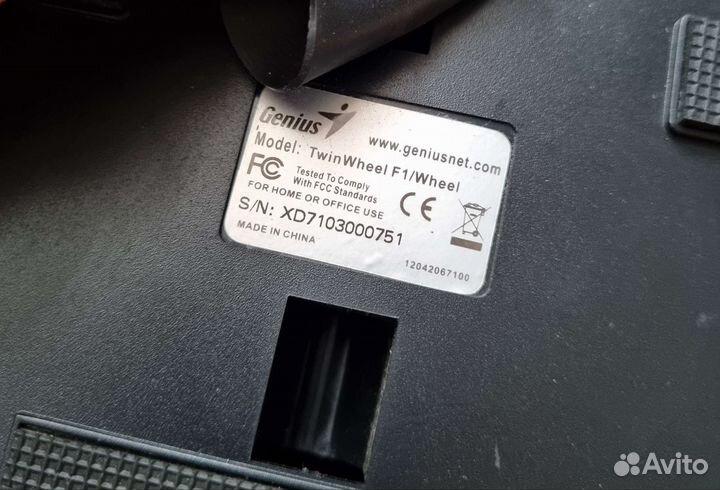 Genius
www.geniusnet.com
Model: TwinWheel F1/Wheel
FC
Tested To Comply
With FCC Standards
FOR HOME OR OFFICE USE
CE
S/N: XD7103000751
MADE IN CHINA
12042067100
Avito